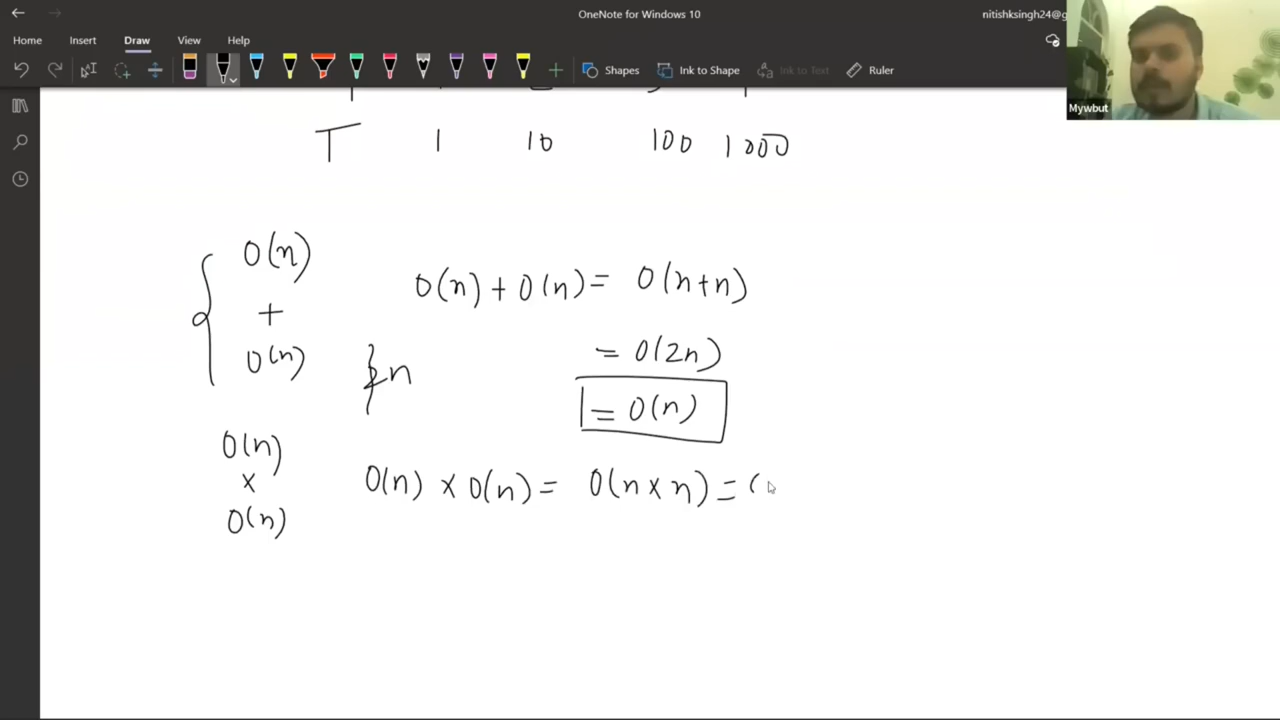 OneNote for Windows 10
nitishksingh24@g
Home Insert Draw View Help
Shapes Ink to Shape Ink to Text Ruler
Mywbut
T 1 10 100 1000
O(n)
+
O(n)
O(n) + O(n) = O(n+n)
= O(2n)
= O(n)
n
O(n)
×
O(n)
O(n) × O(n) = O(n × n) = (